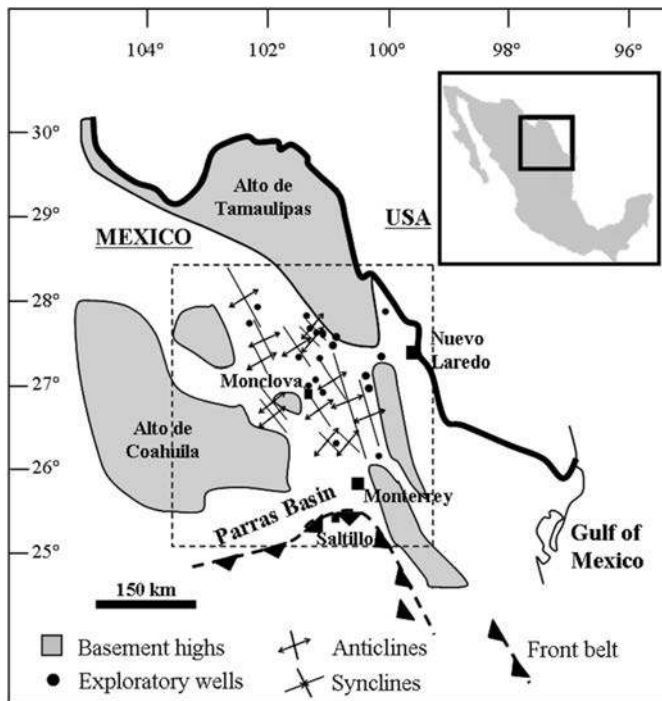 104° 102° 100° 98° 96°
30°
29°
28°
27°
26°
25°
Alto de
Tamaulipas
USA
MEXICO
Nuevo
Laredo
Monclova
Alto de
Coahuila
Monterrey
Parras Basin
Saltillo
Gulf of
Mexico
150 km
Basement highs
Anticlines
Front belt
Exploratory wells
Synclines